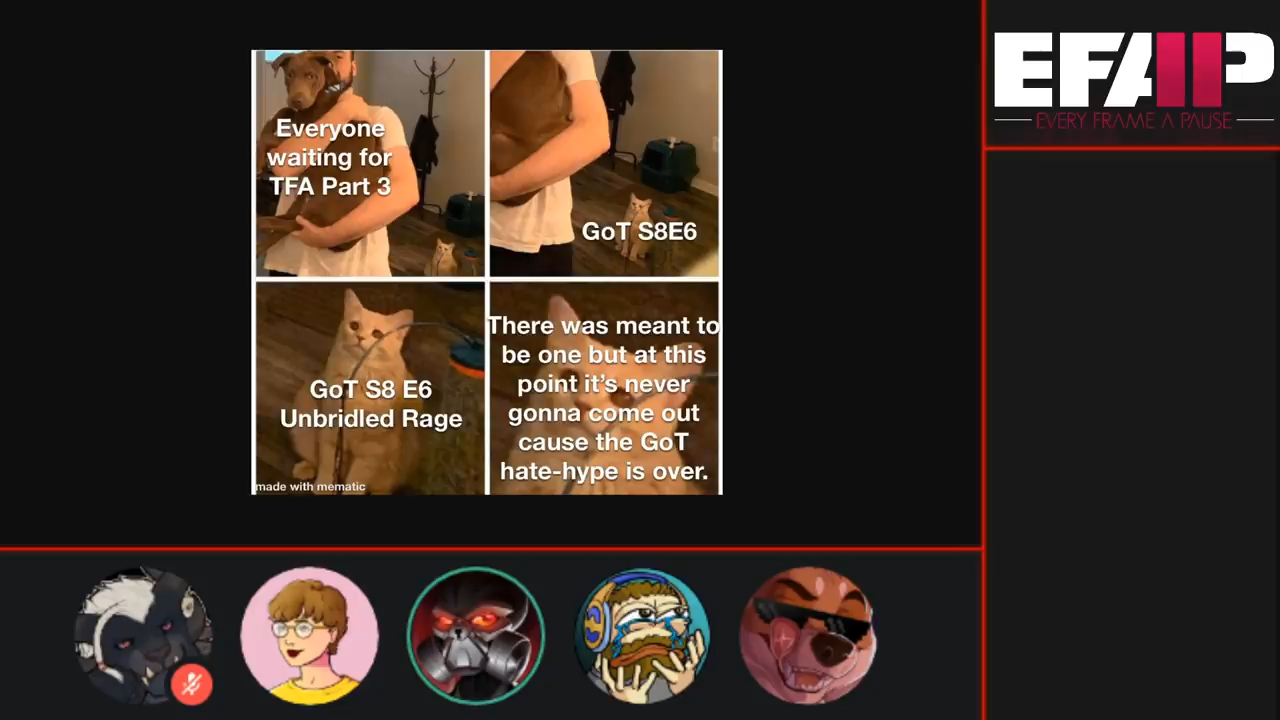 EFAP
EVERY FRAME A PAUSE
Everyone
waiting for
TFA Part 3
GoT S8E6
GoT S8 E6
Unbridled Rage
There was meant to
be one but at this
point it's never
gonna come out
cause the GoT
hate-hype is over.
made with mematic